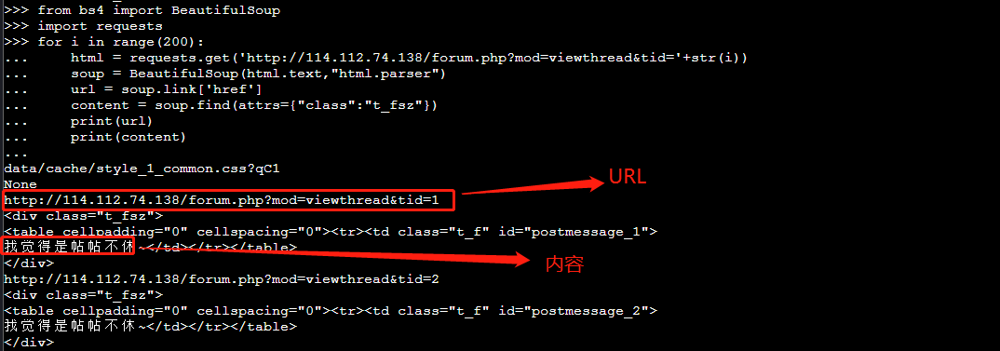 >>> from bs4 import BeautifulSoup
>>> import requests
>>> for i in range(200):
...     html = requests.get('http://114.112.74.138/forum.php?mod=viewthread&tid='+str(i))
...     soup = BeautifulSoup(html.text,"html.parser")
...     url = soup.link['href']
...     content = soup.find(attrs={"class":"t_fsz"})
...     print(url)
...     print(content)
...
data/cache/style_1_common.css?qC1
None
http://114.112.74.138/forum.php?mod=viewthread&tid=1
URL
<div class="t_fsz">
<table cellpadding="0" cellspacing="0"><tr><td class="t_f" id="postmessage_1">
我觉得是帖帖不休~</td></tr></table>
内容
</div>
http://114.112.74.138/forum.php?mod=viewthread&tid=2
<div class="t_fsz">
<table cellpadding="0" cellspacing="0"><tr><td class="t_f" id="postmessage_2">
我觉得是帖帖不休~</td></tr></table>
</div>